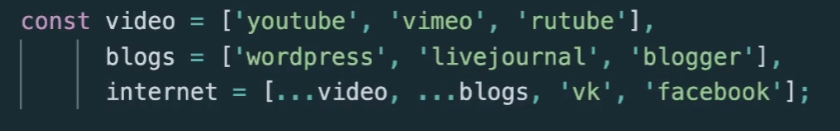 const video = ['youtube', 'vimeo', 'rutube'],
blogs = ['wordpress', 'livejournal', 'blogger'],
internet = [...video, ...blogs, 'vk', 'facebook'];